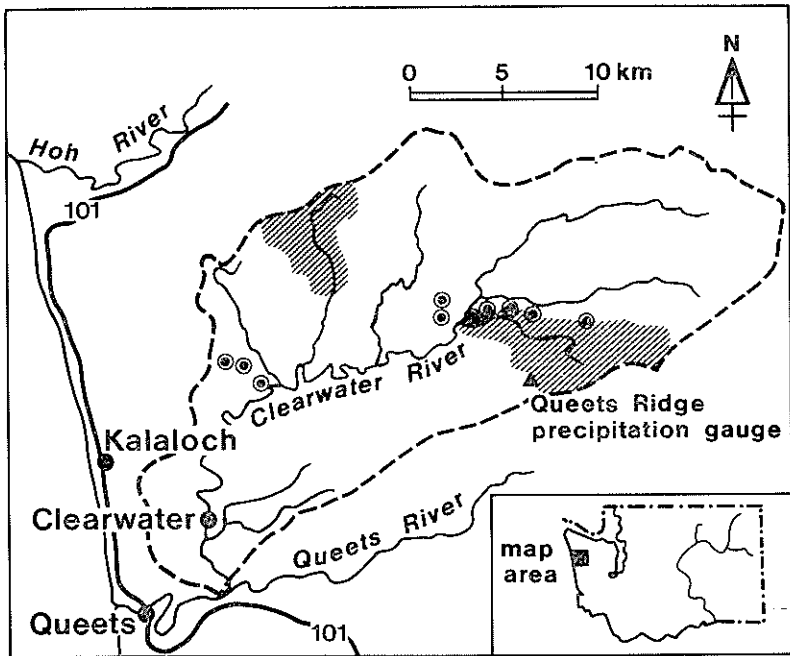 N
0 5 10 km
Hoh River
101
Clearwater River
Queets Ridge
precipitation gauge
Kalaloch
Clearwater
Queets River
map
area
Queets
101